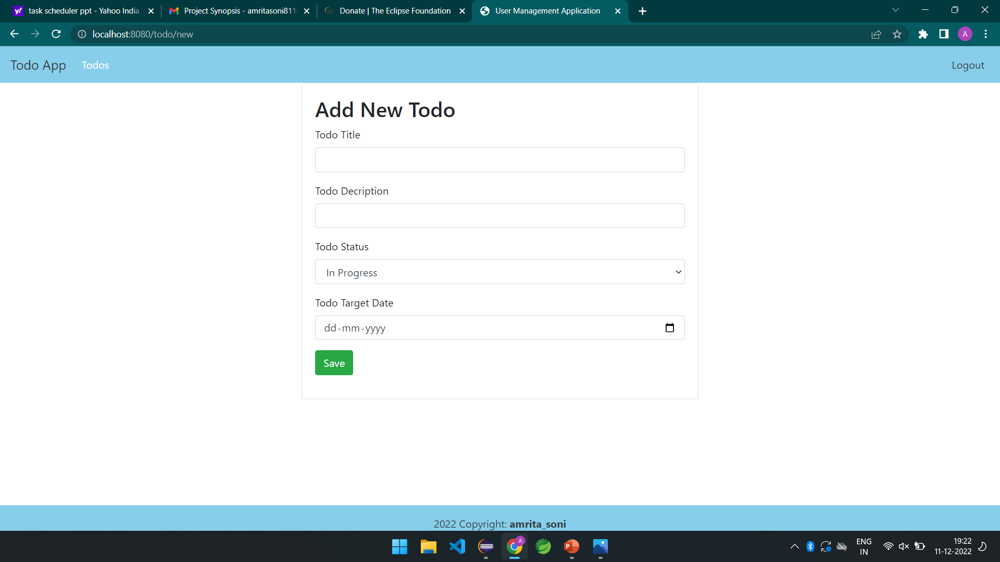 task scheduler ppt - Yahoo India
Project Synopsis - amritasoni811
Donate | The Eclipse Foundation
User Management Application
localhost:8080/todo/new
A
Todo App
Todos
Logout
Add New Todo
Todo Title
Todo Decription
Todo Status
In Progress
Todo Target Date
dd-mm-yyyy
Save
2022 Copyright: amrita_soni
ENG
IN
19:22
11-12-2022